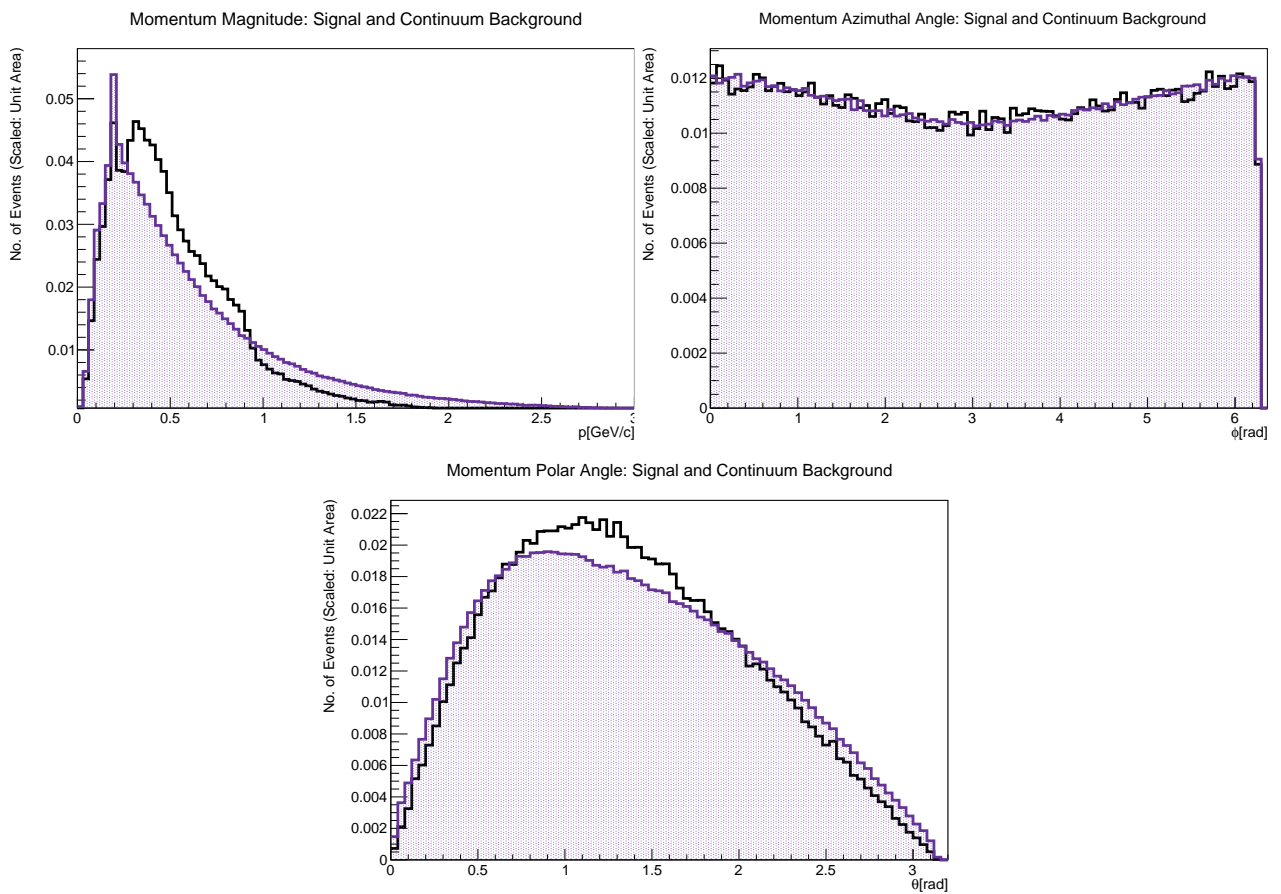 Momentum Magnitude: Signal and Continuum Background
No. of Events (Scaled: Unit Area)
0.05
0.04
0.03
0.02
0.01
0 0.5 1 1.5 2 2.5 3
p[GeV/c]
Momentum Azimuthal Angle: Signal and Continuum Background
No. of Events (Scaled: Unit Area)
0.012
0.01
0.008
0.006
0.004
0.002
0
0 1 2 3 4 5 6
ϕ[rad]
Momentum Polar Angle: Signal and Continuum Background
No. of Events (Scaled: Unit Area)
0.022
0.02
0.018
0.016
0.014
0.012
0.01
0.008
0.006
0.004
0.002
0
0 0.5 1 1.5 2 2.5 3
θ[rad]